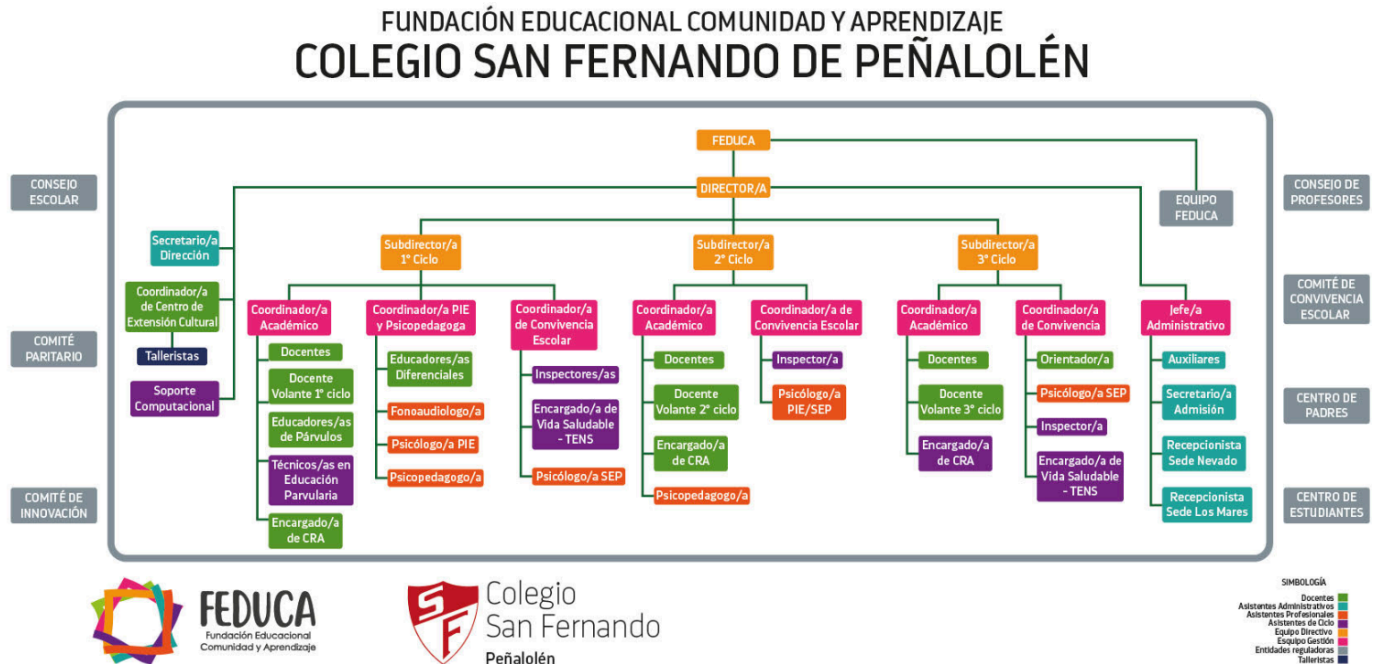 FUNDACIÓN EDUCACIONAL COMUNIDAD Y APRENDIZAJE
COLEGIO SAN FERNANDO DE PEÑALOLÉN
CONSEJO
ESCOLAR
COMITÉ
PARITARIO
COMITÉ DE
INNOVACIÓN
FEDUCA
DIRECTOR/A
EQUIPO
FEDUCA
Secretario/a
Dirección
Coordinador/a
de Centro de
Extensión Cultural
Talleristas
Soporte
Computacional
Subdirector/a
1° Ciclo
Coordinador/a
Académico
Docentes
Docente
Volante 1° ciclo
Educadores/as
de Párvulos
Técnicos/as en
Educación
Parvularia
Encargado/a
de CRA
Coordinador/a PIE
y Psicopedagoga
Educadores/as
Diferenciales
Fonoaudiologo/a
Psicólogo/a PIE
Psicopedagogo/a
Coordinador/a
de Convivencia
Escolar
Inspectores/as
Encargado/a de
Vida Saludable
- TENS
Psicólogo/a SEP
Subdirector/a
2° Ciclo
Coordinador/a
Académico
Docentes
Docente
Volante 2° ciclo
Encargado/a
de CRA
Psicopedagogo/a
Coordinador/a de
Convivencia Escolar
Inspector/a
Psicólogo/a
PIE/SEP
Subdirector/a
3° Ciclo
Coordinador/a
Académico
Docentes
Docente
Volante 3° ciclo
Encargado/a
de CRA
Coordinador/a
de Convivencia
Orientador/a
Psicólogo/a SEP
Inspector/a
Encargado/a de
Vida Saludable
- TENS
Jefe/a
Administrativo
Auxiliares
Secretario/a
Admisión
Recepcionista
Sede Nevado
Recepcionista
Sede Los Mares
CONSEJO DE
PROFESORES
COMITÉ DE
CONVIVENCIA
ESCOLAR
CENTRO DE
PADRES
CENTRO DE
ESTUDIANTES
FEDUCA
Fundación Educacional
Comunidad y Aprendizaje
SF
Colegio
San Fernando
Peñalolén
SIMBOLOGÍA
Docentes
Asistentes Administrativos
Asistentes Profesionales
Asistentes de Ciclo
Equipo Directivo
Esquipo Gestión
Entidades reguladoras
Talleristas